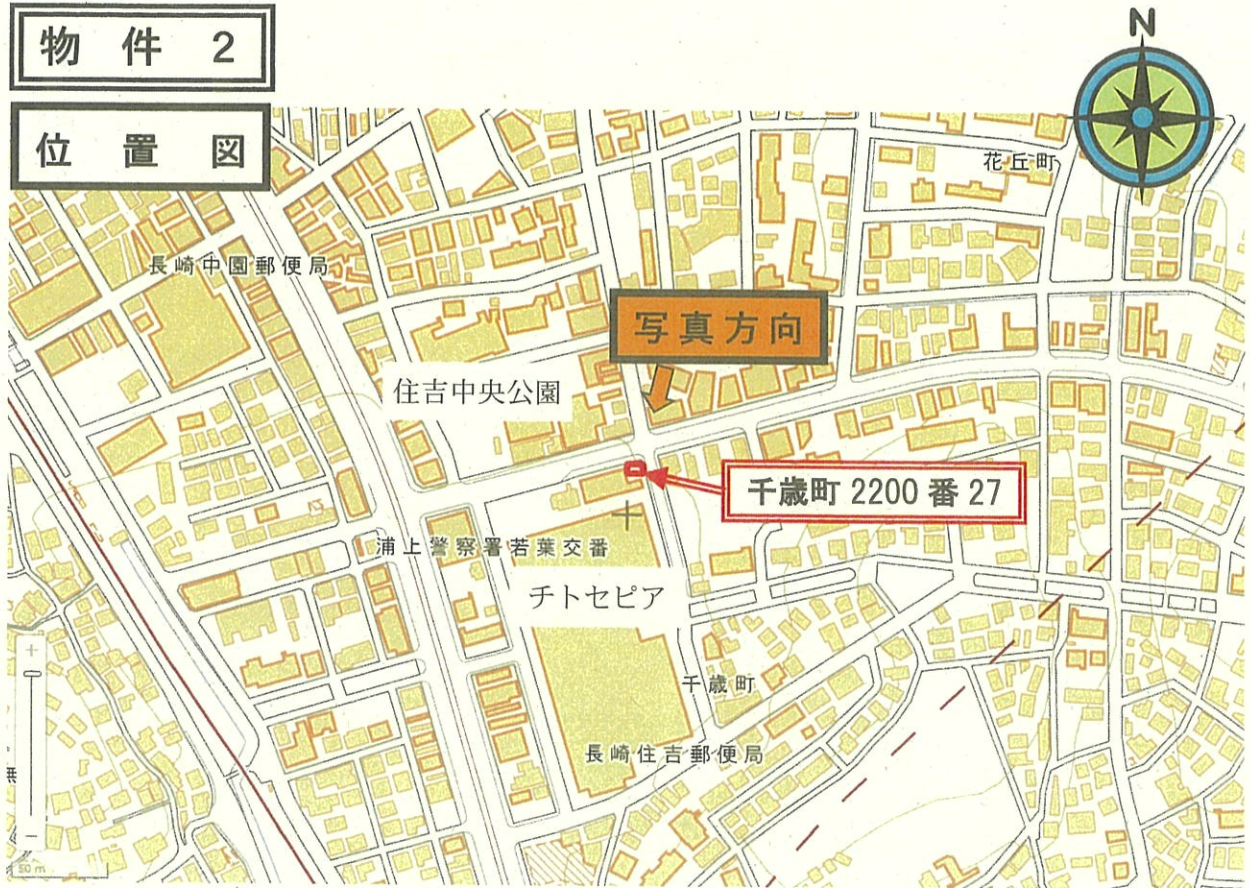 物件 2
N
位置図
花丘町
長崎中園郵便局
写真方向
住吉中央公園
千歳町 2200 番 27
浦上警察署若葉交番
チトセピア
千歳町
長崎住吉郵便局
無
50 m